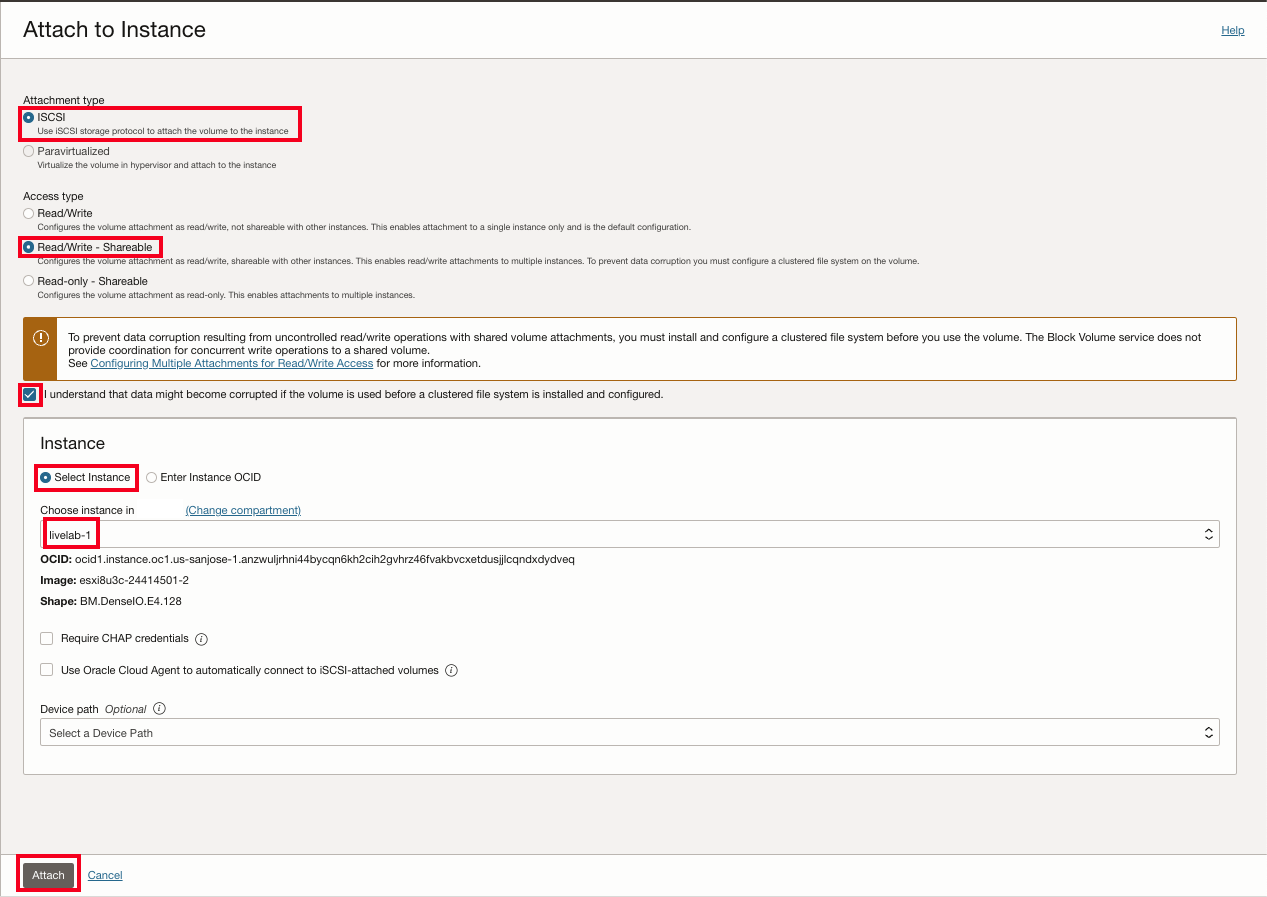 Attach to Instance
Help
Attachment type
ISCSI
Use iSCSI storage protocol to attach the volume to the instance
Paravirtualized
Virtualize the volume in hypervisor and attach to the instance
Access type
Read/Write
Configures the volume attachment as read/write, not shareable with other instances. This enables attachment to a single instance only and is the default configuration.
Read/Write - Shareable
Configures the volume attachment as read/write, shareable with other instances. This enables read/write attachments to multiple instances. To prevent data corruption you must configure a clustered file system on the volume.
Read-only - Shareable
Configures the volume attachment as read-only. This enables attachments to multiple instances.
To prevent data corruption resulting from uncontrolled read/write operations with shared volume attachments, you must install and configure a clustered file system before you use the volume. The Block Volume service does not
provide coordination for concurrent write operations to a shared volume.
See Configuring Multiple Attachments for Read/Write Access for more information.
I understand that data might become corrupted if the volume is used before a clustered file system is installed and configured.
Instance
Select Instance Enter Instance OCID
Choose instance in (Change compartment)
livelab-1
OCID: ocid1.instance.oc1.us-sanjose-1.anzwuljrhni44bycqn6kh2cih2gvhrz46fvakbvcxetdusjjlcqndxdydveq
Image: esxi8u3c-24414501-2
Shape: BM.DenseIO.E4.128
Require CHAP credentials
Use Oracle Cloud Agent to automatically connect to iSCSI-attached volumes
Device path Optional
Select a Device Path
Attach Cancel